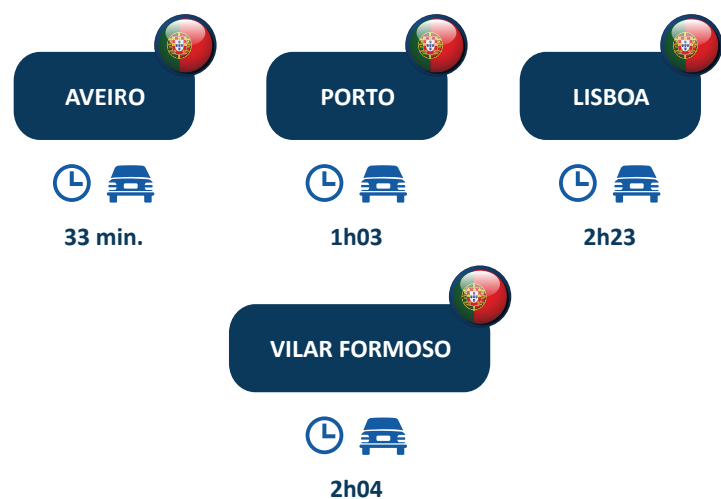 AVEIRO
PORTO
LISBOA
33 min.
1h03
2h23
VILAR FORMOSO
2h04